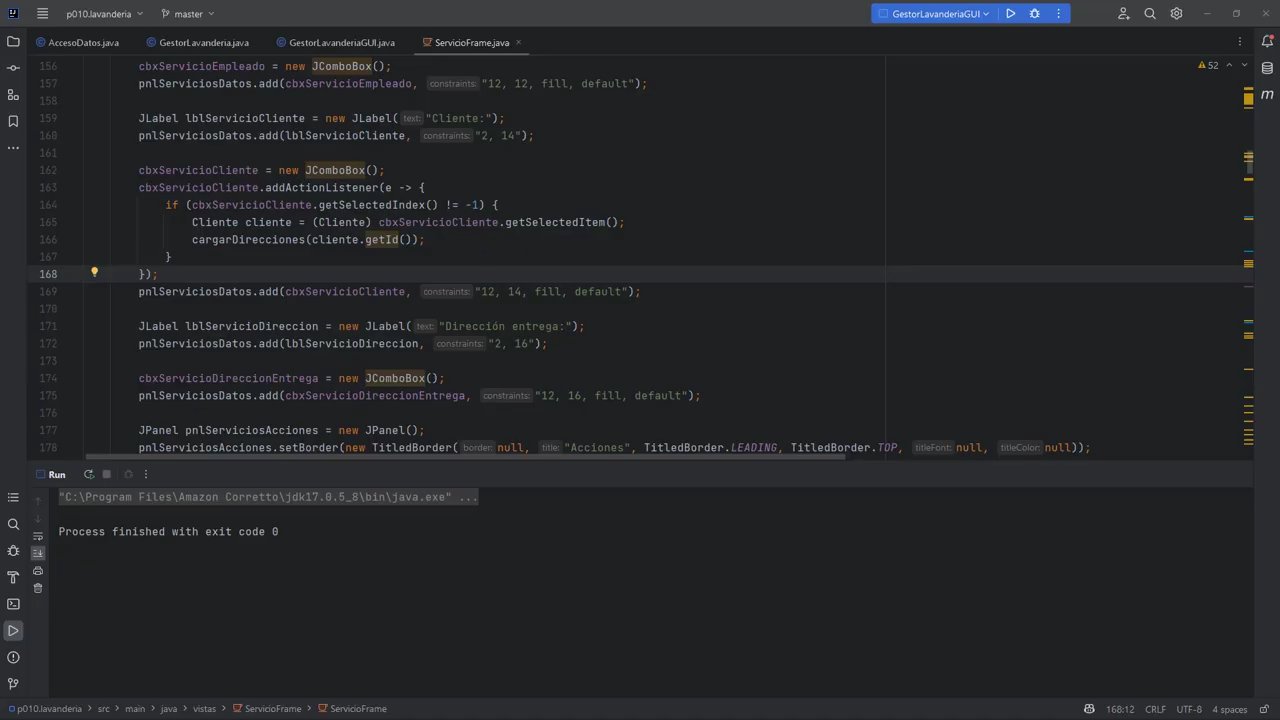 p010.lavanderia
master
GestorLavanderiaGUI
AccesoDatos.java
GestorLavanderia.java
GestorLavanderiaGUI.java
ServicioFrame.java
52
156 cbxServicioEmpleado = new JComboBox();
157 pnlServiciosDatos.add(cbxServicioEmpleado, constraints: "12, 12, fill, default");
158
159 JLabel lblServicioCliente = new JLabel( text: "Cliente:");
160 pnlServiciosDatos.add(lblServicioCliente, constraints: "2, 14");
161
162 cbxServicioCliente = new JComboBox();
163 cbxServicioCliente.addActionListener(e -> {
164 if (cbxServicioCliente.getSelectedIndex() != -1) {
165 Cliente cliente = (Cliente) cbxServicioCliente.getSelectedItem();
166 cargarDirecciones(cliente.getId());
167 }
168 });
169 pnlServiciosDatos.add(cbxServicioCliente, constraints: "12, 14, fill, default");
170
171 JLabel lblServicioDireccion = new JLabel( text: "Dirección entrega:");
172 pnlServiciosDatos.add(lblServicioDireccion, constraints: "2, 16");
173
174 cbxServicioDireccionEntrega = new JComboBox();
175 pnlServiciosDatos.add(cbxServicioDireccionEntrega, constraints: "12, 16, fill, default");
176
177 JPanel pnlServiciosAcciones = new JPanel();
178 pnlServiciosAcciones.setBorder(new TitledBorder( border: null, title: "Acciones", TitledBorder.LEADING, TitledBorder.TOP, titleFont: null, titleColor: null));
m
Run
"C:\Program Files\Amazon Corretto\jdk17.0.5_8\bin\java.exe" ...
Process finished with exit code 0
p010.lavanderia > src > main > java > vistas > ServicioFrame > ServicioFrame
168:12 CRLF UTF-8 4 spaces